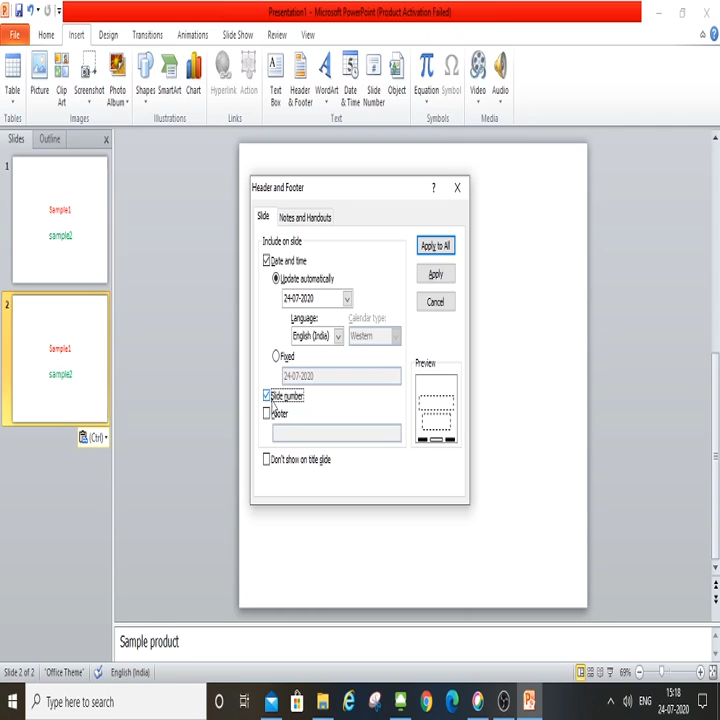 Presentation1 - Microsoft PowerPoint (Product Activation Failed)
File Home Insert Design Transitions Animations Slide Show Review View
Table Picture Clip Art Screenshot Photo Album Shapes SmartArt Chart Hyperlink Action Text Box Header & Footer WordArt Date & Time Slide Number Object Equation Symbol Video Audio
Tables Images Illustrations Links Text Symbols Media
Slides Outline
1
Sample1
sample2
2
Sample1
sample2
(Ctrl)
Header and Footer
?
Slide Notes and Handouts
Include on slide
Date and time
Update automatically
24-07-2020
Language: Calendar type:
English (India) Western
Fixed
24-07-2020
Slide number
Footer
Don't show on title slide
Apply to All
Apply
Cancel
Preview
Sample product
Slide 2 of 2 "Office Theme" English (India) 69%
Type here to search
ENG
15:18
24-07-2020